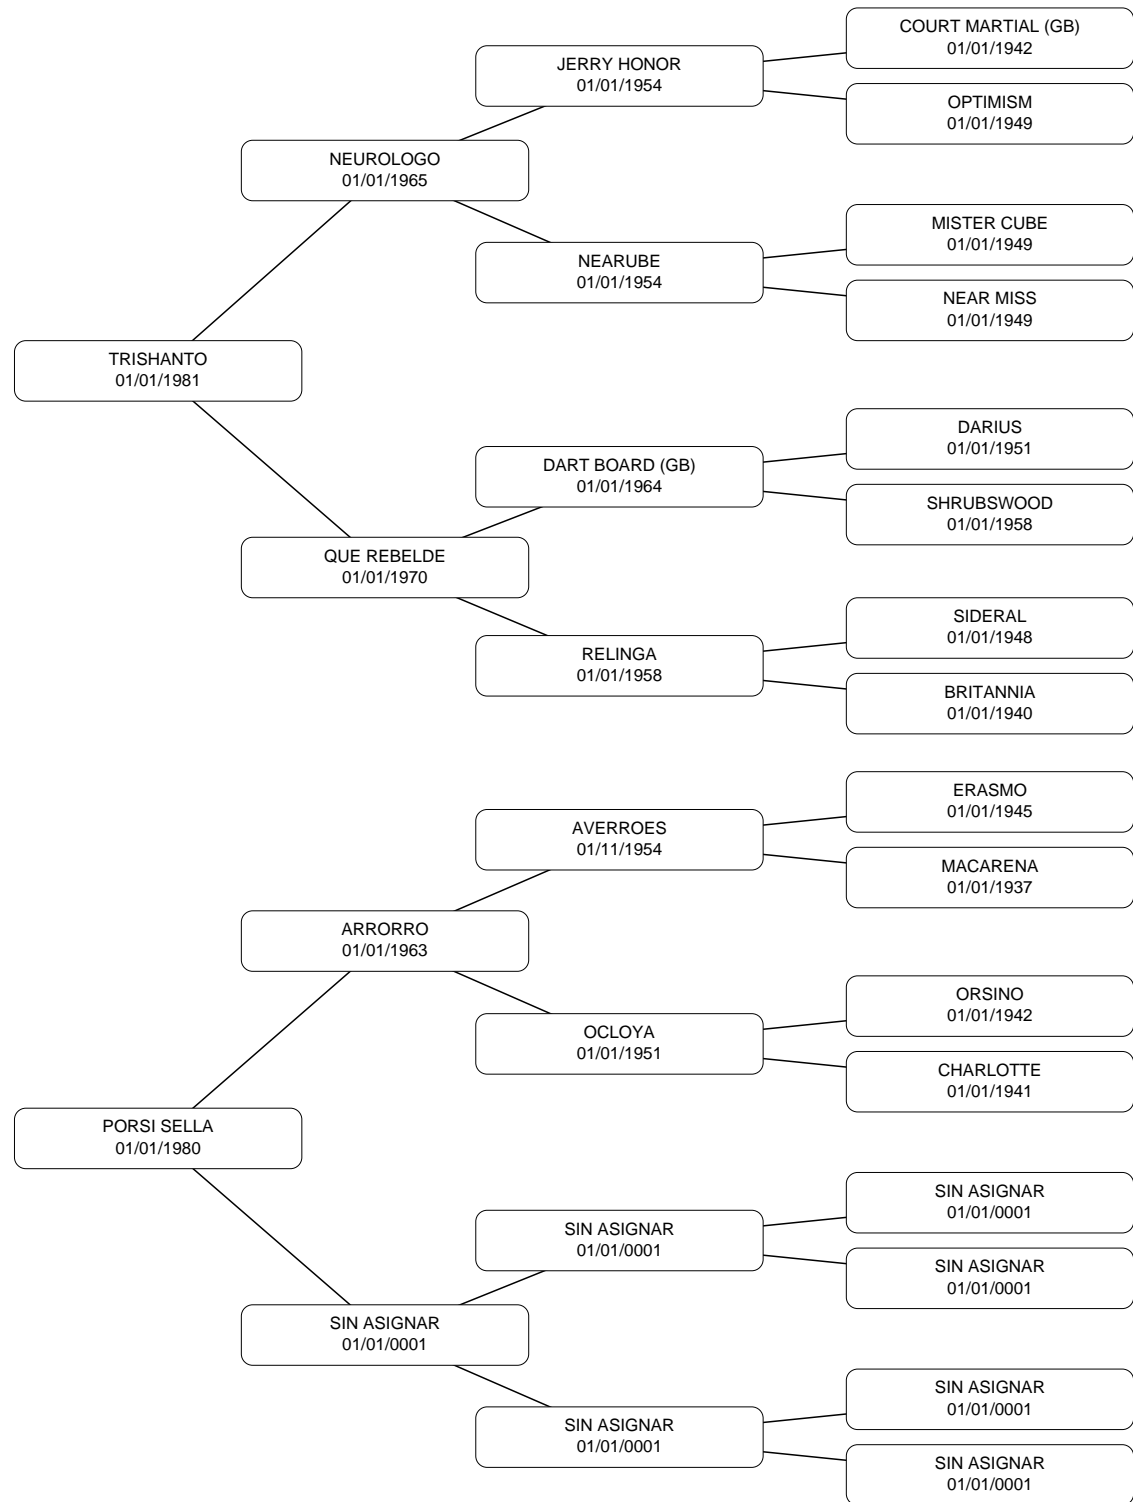 COURT MARTIAL (GB)
01/01/1942
JERRY HONOR
01/01/1954
OPTIMISM
01/01/1949
NEUROLOGO
01/01/1965
MISTER CUBE
01/01/1949
NEARUBE
01/01/1954
NEAR MISS
01/01/1949
TRISHANTO
01/01/1981
DARIUS
01/01/1951
DART BOARD (GB)
01/01/1964
SHRUBSWOOD
01/01/1958
QUE REBELDE
01/01/1970
SIDERAL
01/01/1948
RELINGA
01/01/1958
BRITANNIA
01/01/1940
ERASMO
01/01/1945
AVERROES
01/11/1954
MACARENA
01/01/1937
ARRORRO
01/01/1963
ORSINO
01/01/1942
OCLOYA
01/01/1951
CHARLOTTE
01/01/1941
PORSI SELLA
01/01/1980
SIN ASIGNAR
01/01/0001
SIN ASIGNAR
01/01/0001
SIN ASIGNAR
01/01/0001
SIN ASIGNAR
01/01/0001
SIN ASIGNAR
01/01/0001
SIN ASIGNAR
01/01/0001
SIN ASIGNAR
01/01/0001